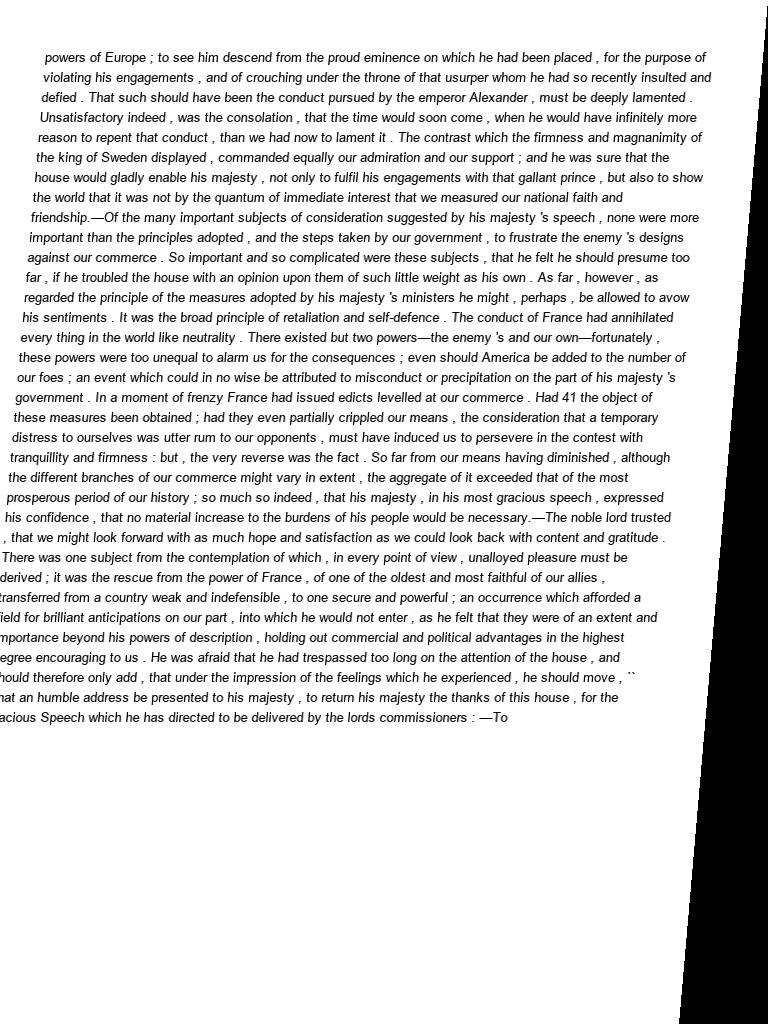 powers of Europe ; to see him descend from the proud eminence on which he had been placed , for the purpose of
violating his engagements , and of crouching under the throne of that usurper whom he had so recently insulted and
defied . That such should have been the conduct pursued by the emperor Alexander , must be deeply lamented .
Unsatisfactory indeed , was the consolation , that the time would soon come , when he would have infinitely more
reason to repent that conduct , than we had now to lament it . The contrast which the firmness and magnanimity of
the king of Sweden displayed , commanded equally our admiration and our support ; and he was sure that the
house would gladly enable his majesty , not only to fulfil his engagements with that gallant prince , but also to show
the world that it was not by the quantum of immediate interest that we measured our national faith and
friendship.—Of the many important subjects of consideration suggested by his majesty 's speech , none were more
important than the principles adopted , and the steps taken by our government , to frustrate the enemy 's designs
against our commerce . So important and so complicated were these subjects , that he felt he should presume too
far , if he troubled the house with an opinion upon them of such little weight as his own . As far , however , as
regarded the principle of the measures adopted by his majesty 's ministers he might , perhaps , be allowed to avow
his sentiments . It was the broad principle of retaliation and self-defence . The conduct of France had annihilated
every thing in the world like neutrality . There existed but two powers—the enemy 's and our own—fortunately ,
these powers were too unequal to alarm us for the consequences ; even should America be added to the number of
our foes ; an event which could in no wise be attributed to misconduct or precipitation on the part of his majesty 's
government . In a moment of frenzy France had issued edicts levelled at our commerce . Had 41 the object of
these measures been obtained ; had they even partially crippled our means , the consideration that a temporary
distress to ourselves was utter rum to our opponents , must have induced us to persevere in the contest with
tranquillity and firmness : but , the very reverse was the fact . So far from our means having diminished , although
the different branches of our commerce might vary in extent , the aggregate of it exceeded that of the most
prosperous period of our history ; so much so indeed , that his majesty , in his most gracious speech , expressed
his confidence , that no material increase to the burdens of his people would be necessary.—The noble lord trusted
, that we might look forward with as much hope and satisfaction as we could look back with content and gratitude .
There was one subject from the contemplation of which , in every point of view , unalloyed pleasure must be
derived ; it was the rescue from the power of France , of one of the oldest and most faithful of our allies ,
transferred from a country weak and indefensible , to one secure and powerful ; an occurrence which afforded a
field for brilliant anticipations on our part , into which he would not enter , as he felt that they were of an extent and
mportance beyond his powers of description , holding out commercial and political advantages in the highest
egree encouraging to us . He was afraid that he had trespassed too long on the attention of the house , and
hould therefore only add , that under the impression of the feelings which he experienced , he should move , ``
hat an humble address be presented to his majesty , to return his majesty the thanks of this house , for the
acious Speech which he has directed to be delivered by the lords commissioners : —To